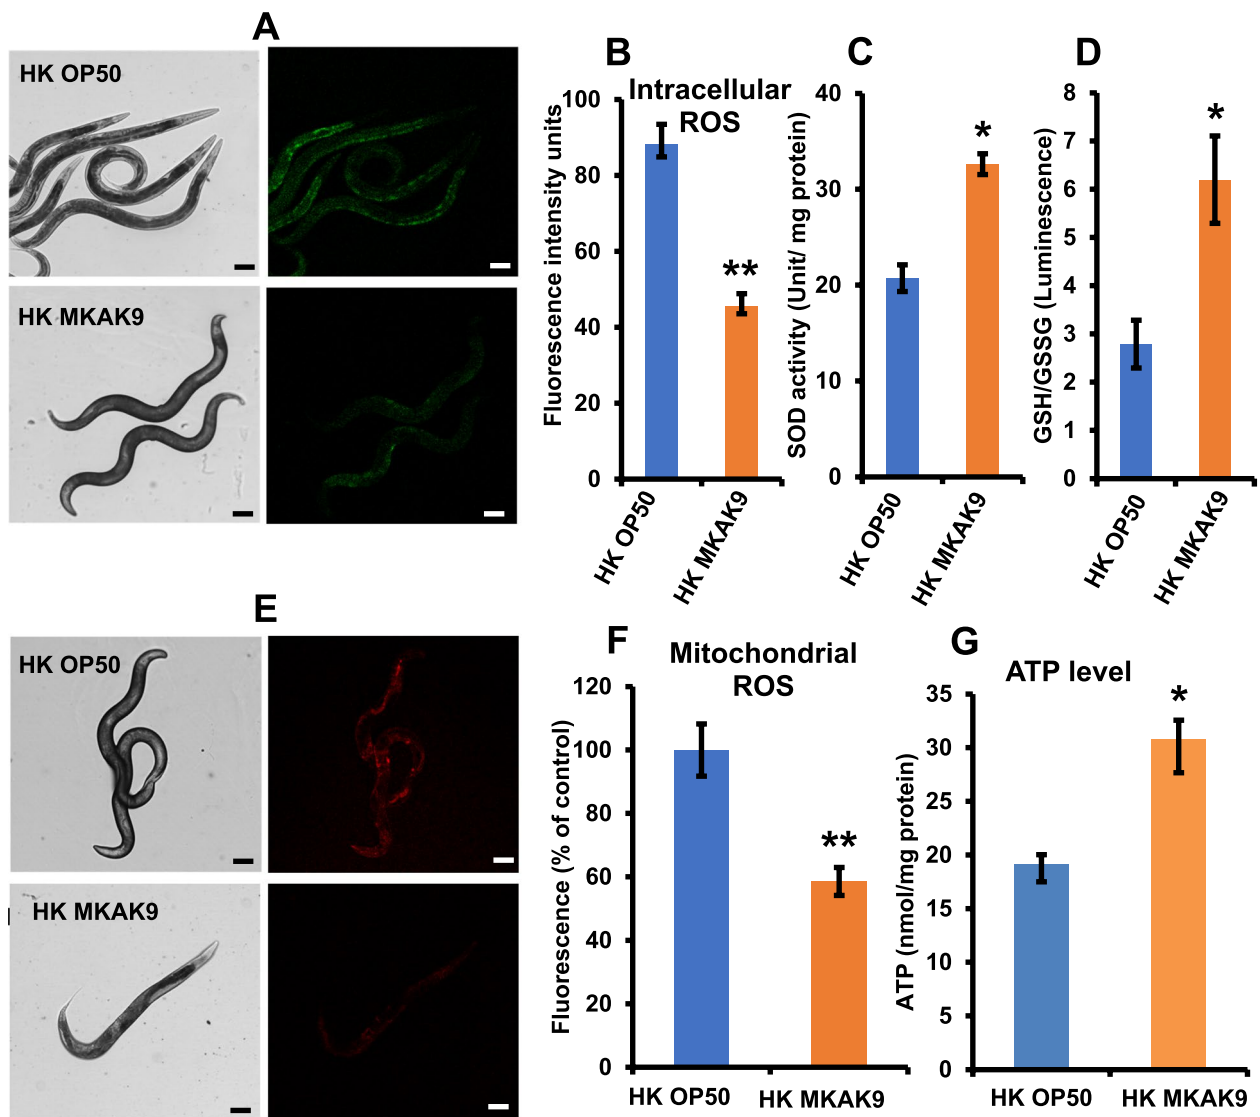 A
HK OP50
HK MKAK9
B
Intracellular
ROS
Fluorescence intensity units
100
80
60
40
20
0
**
HK OP50
HK MKAK9
C
SOD activity (Unit/ mg protein)
40
30
20
10
0
*
HK OP50
HK MKAK9
D
GSH/GSSG (Luminescence)
8
7
6
5
4
3
2
1
0
*
HK OP50
HK MKAK9
E
HK OP50
HK MKAK9
F
Mitochondrial
ROS
Fluorescence (% of control)
120
100
80
60
40
20
0
**
HK OP50
HK MKAK9
G
ATP level
ATP (nmol/mg protein)
35
30
25
20
15
10
5
0
*
HK OP50
HK MKAK9